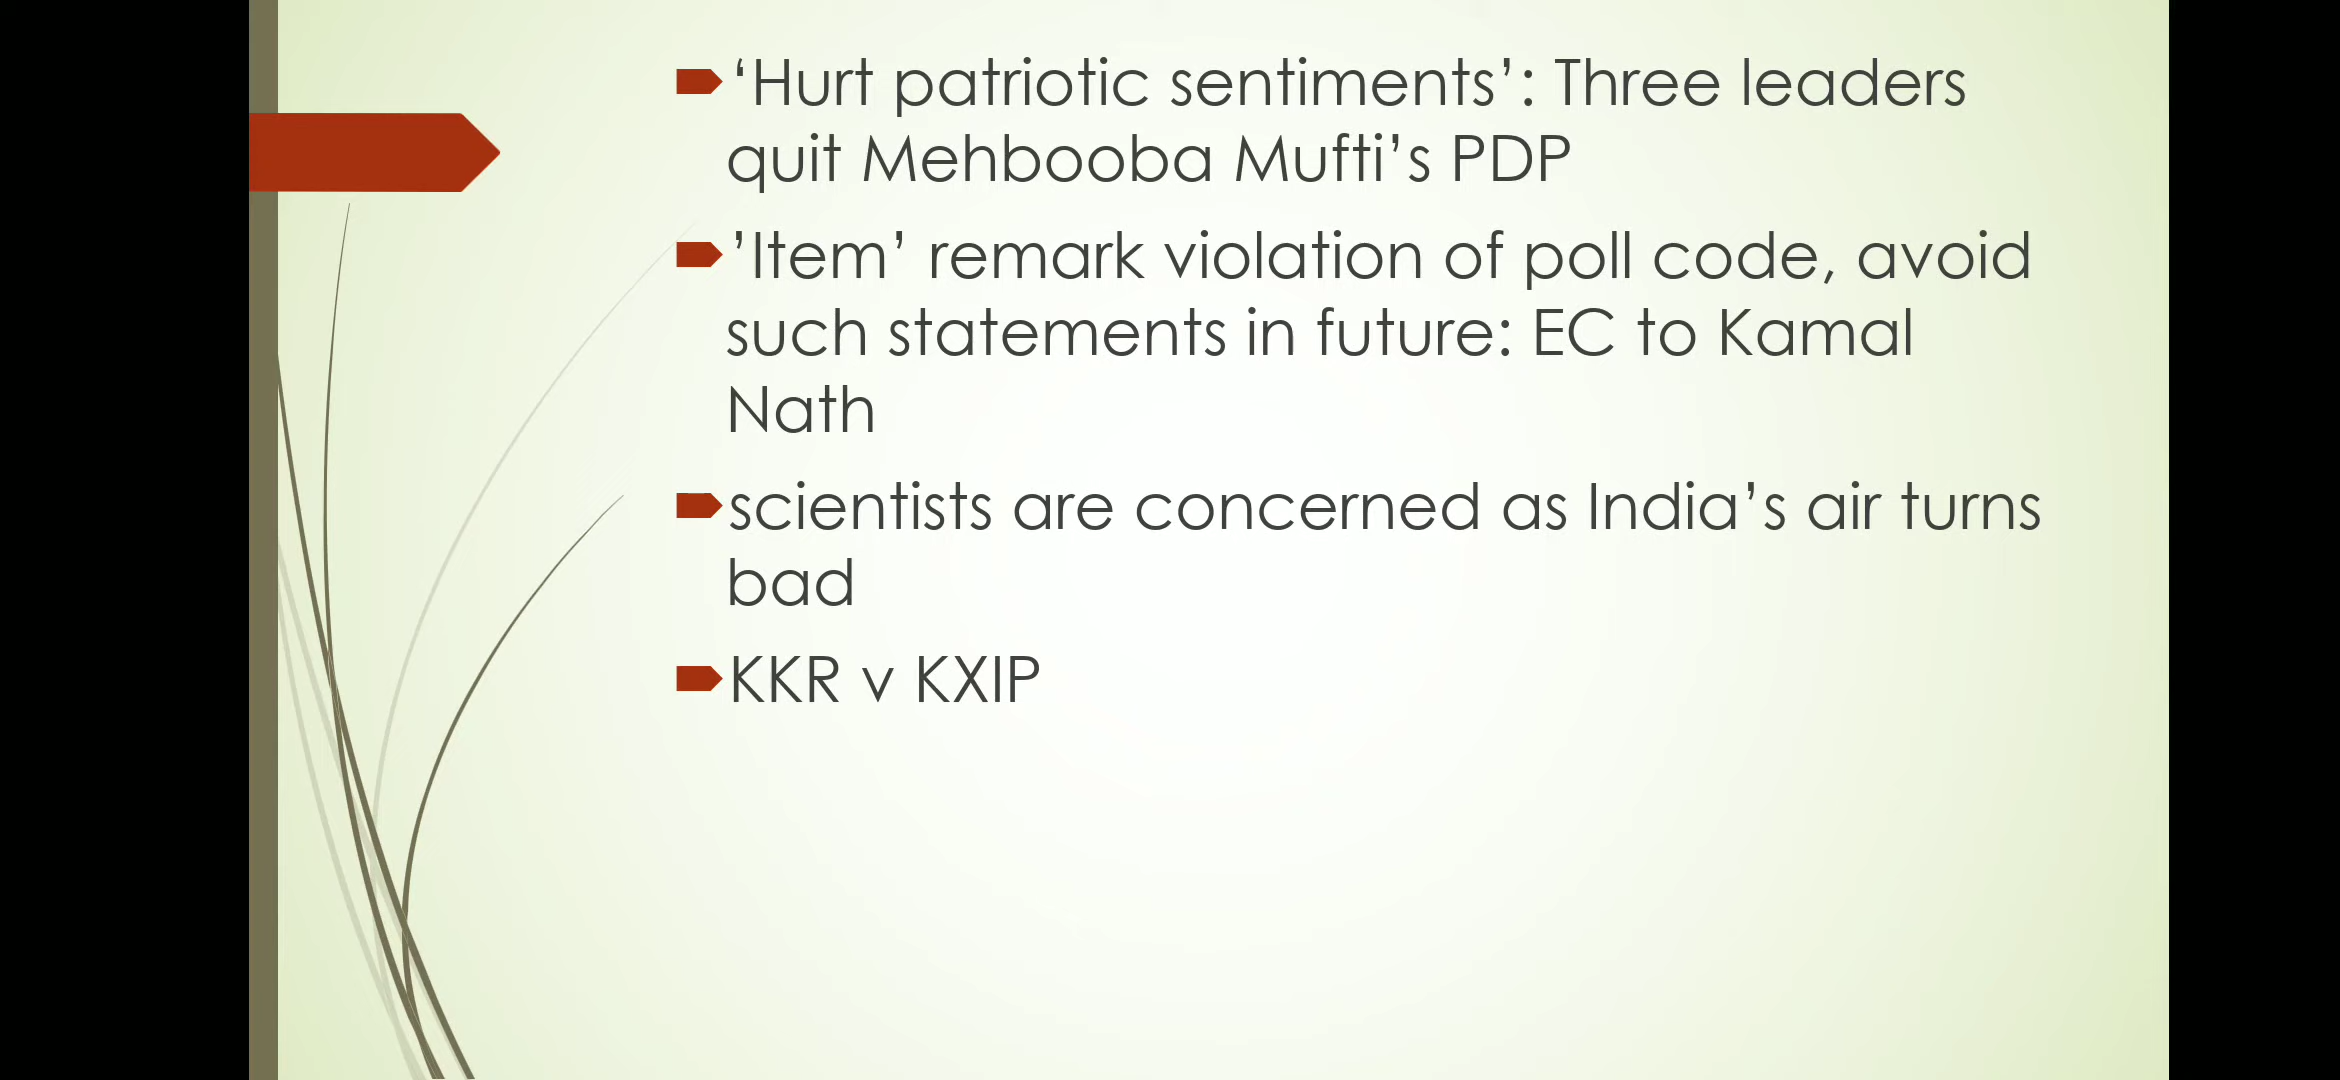 ‘Hurt patriotic sentiments’: Three leaders
quit Mehbooba Mufti’s PDP
’Item’ remark violation of poll code, avoid
such statements in future: EC to Kamal
Nath
scientists are concerned as India’s air turns
bad
KKR v KXIP